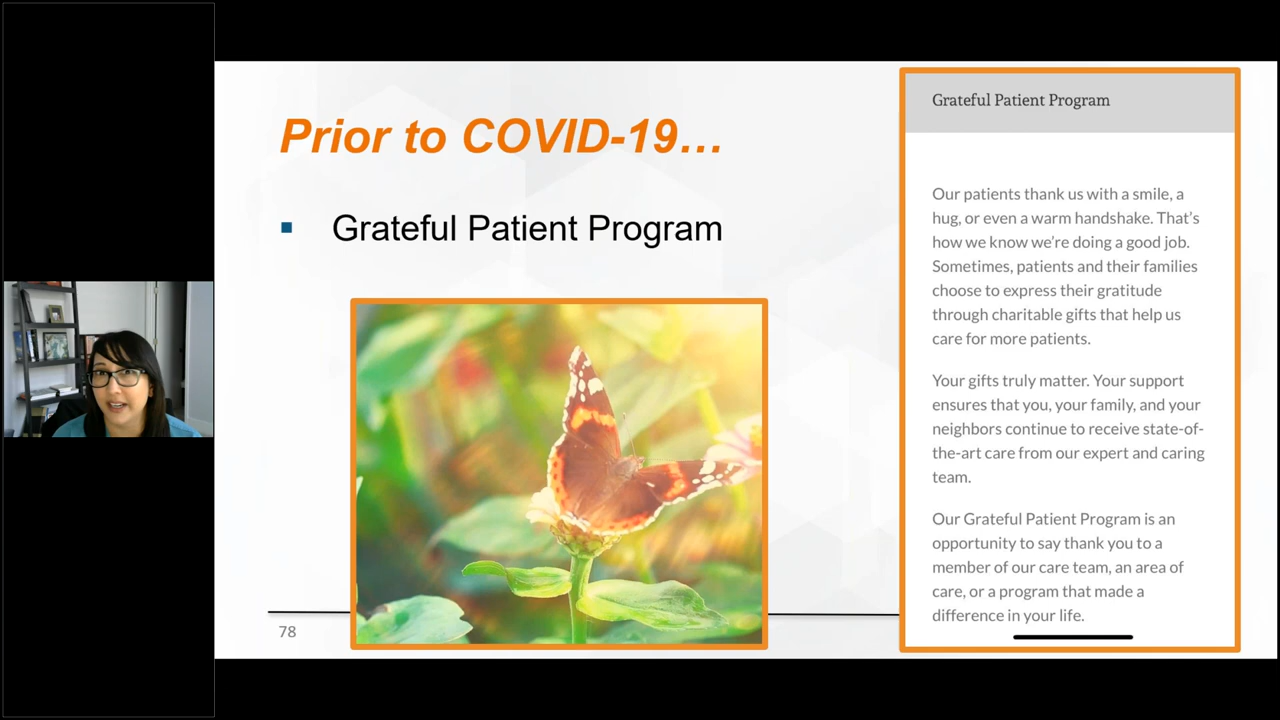 Prior to COVID-19…
Grateful Patient Program
78
Grateful Patient Program
Our patients thank us with a smile, a
hug, or even a warm handshake. That’s
how we know we’re doing a good job.
Sometimes, patients and their families
choose to express their gratitude
through charitable gifts that help us
care for more patients.
Your gifts truly matter. Your support
ensures that you, your family, and your
neighbors continue to receive state-of-
the-art care from our expert and caring
team.
Our Grateful Patient Program is an
opportunity to say thank you to a
member of our care team, an area of
care, or a program that made a
difference in your life.